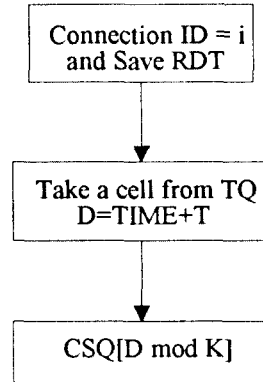 Connection ID = i
and Save RDT
Take a cell from TQ
D=TIME+T
CSQ[D mod K]